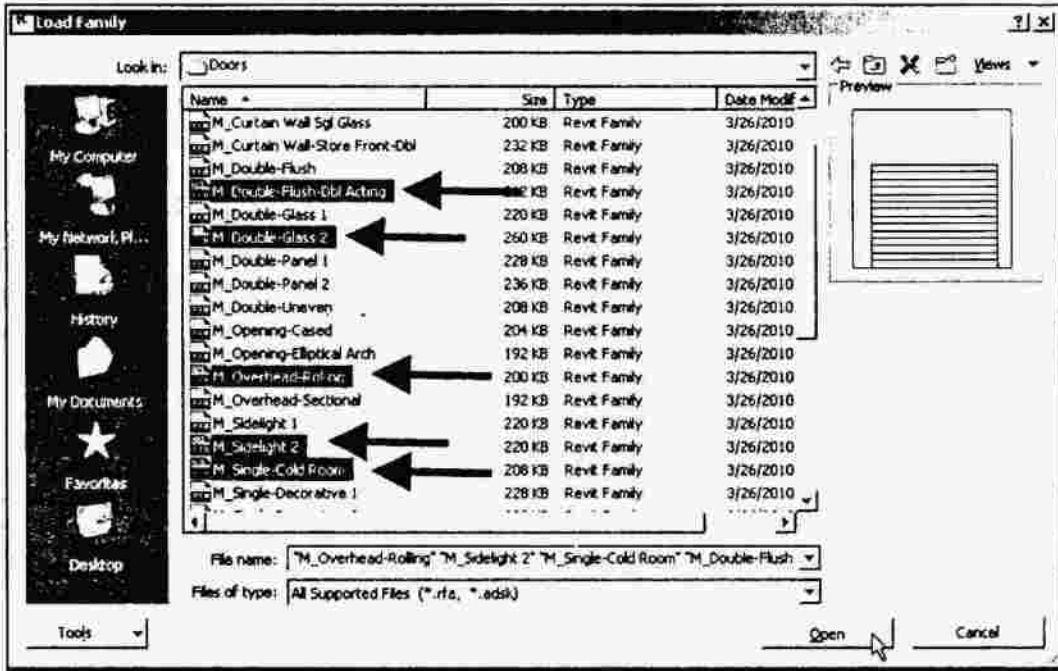 Load Family
Look in: Doors
Views
Preview
Name Size Type Date Modif
M_Curtain Wall Sgl Glass 200 KB Revit Family 3/26/2010
M_Curtain Wall-Store Front-Dbl 232 KB Revit Family 3/26/2010
M_Double-Flush 208 KB Revit Family 3/26/2010
M_Double-Flush-Dbl Acting KB Revit Family 3/26/2010
M_Double-Glass 1 220 KB Revit Family 3/26/2010
M_Double-Glass 2 260 KB Revit Family 3/26/2010
M_Double-Panel 1 228 KB Revit Family 3/26/2010
M_Double-Panel 2 236 KB Revit Family 3/26/2010
M_Double-Uneven 208 KB Revit Family 3/26/2010
M_Opening-Cased 204 KB Revit Family 3/26/2010
M_Opening-Elliptical Arch 192 KB Revit Family 3/26/2010
M_Overhead-Rolling 200 KB Revit Family 3/26/2010
M_Overhead-Sectional 192 KB Revit Family 3/26/2010
M_Sidelight 1 220 KB Revit Family 3/26/2010
M_Sidelight 2 220 KB Revit Family 3/26/2010
M_Single-Cold Room 208 KB Revit Family 3/26/2010
M_Single-Decorative 1 228 KB Revit Family 3/26/2010
My Computer
My Network Pl...
History
My Documents
Favorites
Desktop
File name: "M_Overhead-Rolling" "M_Sidelight 2" "M_Single-Cold Room" "M_Double-Flush
Files of type: All Supported Files (*.rfa, *.adsk)
Tools
Open
Cancel